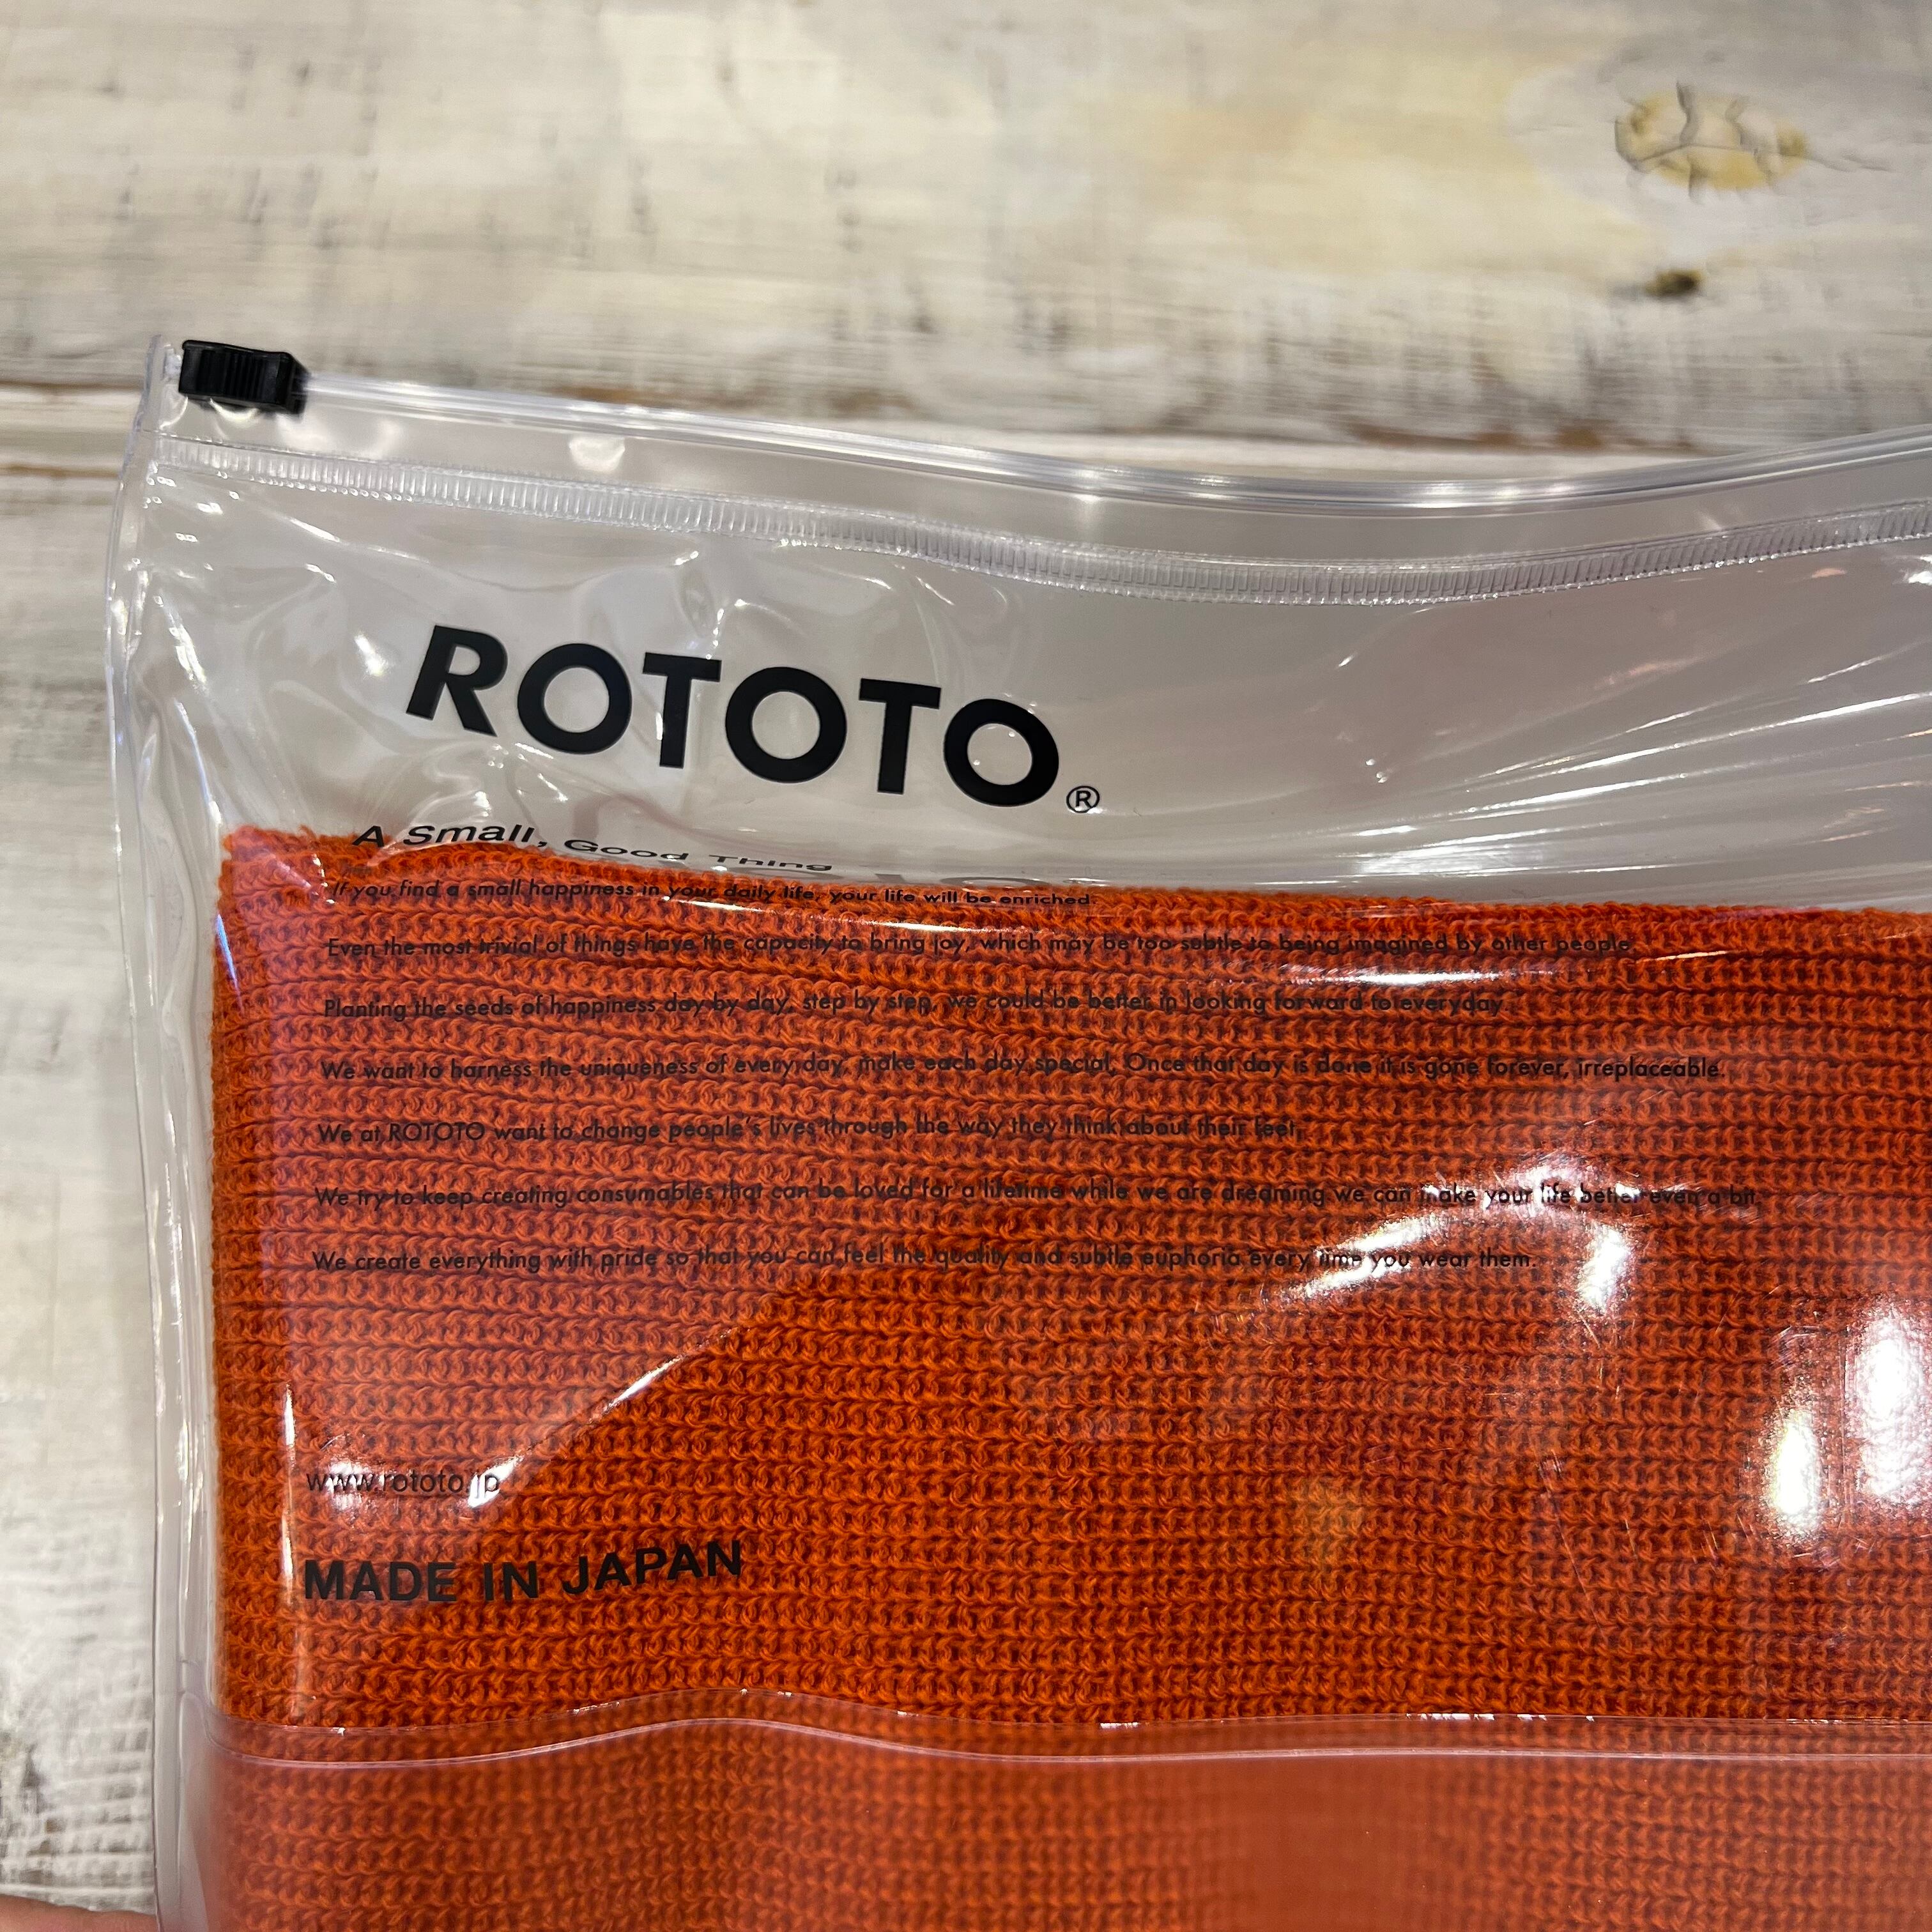 ROTOTO®
A Small, Good Thing
If you find a small happiness in your daily life, your life will be enriched.
Even the most trivial of things have the capacity to bring joy, which may be too subtle to being imagined by other people.
Planting the seeds of happiness day by day, step by step, we could be better in looking forward to everyday.
We want to harness the uniqueness of every day, make each day special, Once that day is done it is gone forever, irreplaceable.
We at ROTOTO want to change people's lives through the way they think about their feet.
We try to keep creating consumables that can be loved for a lifetime while we are dreaming we can make your life better even a bit.
We create everything with pride so that you can feel the quality and subtle euphoria every time you wear them.
www.rototo.jp
MADE IN JAPAN